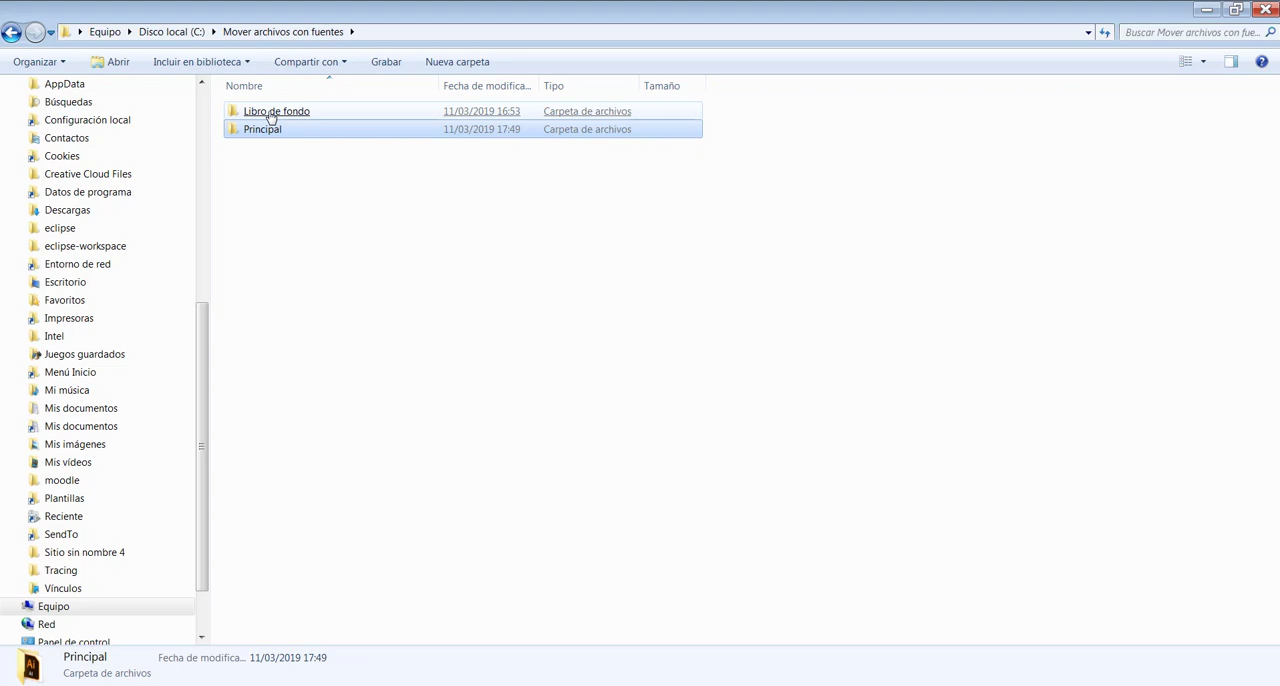 Equipo ▸ Disco local (C:) ▸ Mover archivos con fuentes ▸
Buscar Mover archivos con fue...
Organizar
Abrir
Incluir en biblioteca
Compartir con
Grabar
Nueva carpeta
AppData
Búsquedas
Configuración local
Contactos
Cookies
Creative Cloud Files
Datos de programa
Descargas
eclipse
eclipse-workspace
Entorno de red
Escritorio
Favoritos
Impresoras
Intel
Juegos guardados
Menú Inicio
Mi música
Mis documentos
Mis documentos
Mis imágenes
Mis vídeos
moodle
Plantillas
Reciente
SendTo
Sitio sin nombre 4
Tracing
Vínculos
Equipo
Red
Panel de control
Nombre Fecha de modifica... Tipo Tamaño
Libro de fondo 11/03/2019 16:53 Carpeta de archivos
Principal 11/03/2019 17:49 Carpeta de archivos
Ai
Principal Fecha de modifica... 11/03/2019 17:49
Carpeta de archivos